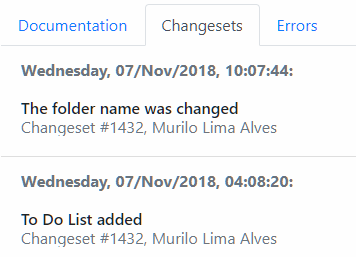 Documentation Changesets Errors
Wednesday, 07/Nov/2018, 10:07:44:
The folder name was changed
Changeset #1432, Murilo Lima Alves
Wednesday, 07/Nov/2018, 04:08:20:
To Do List added
Changeset #1432, Murilo Lima Alves